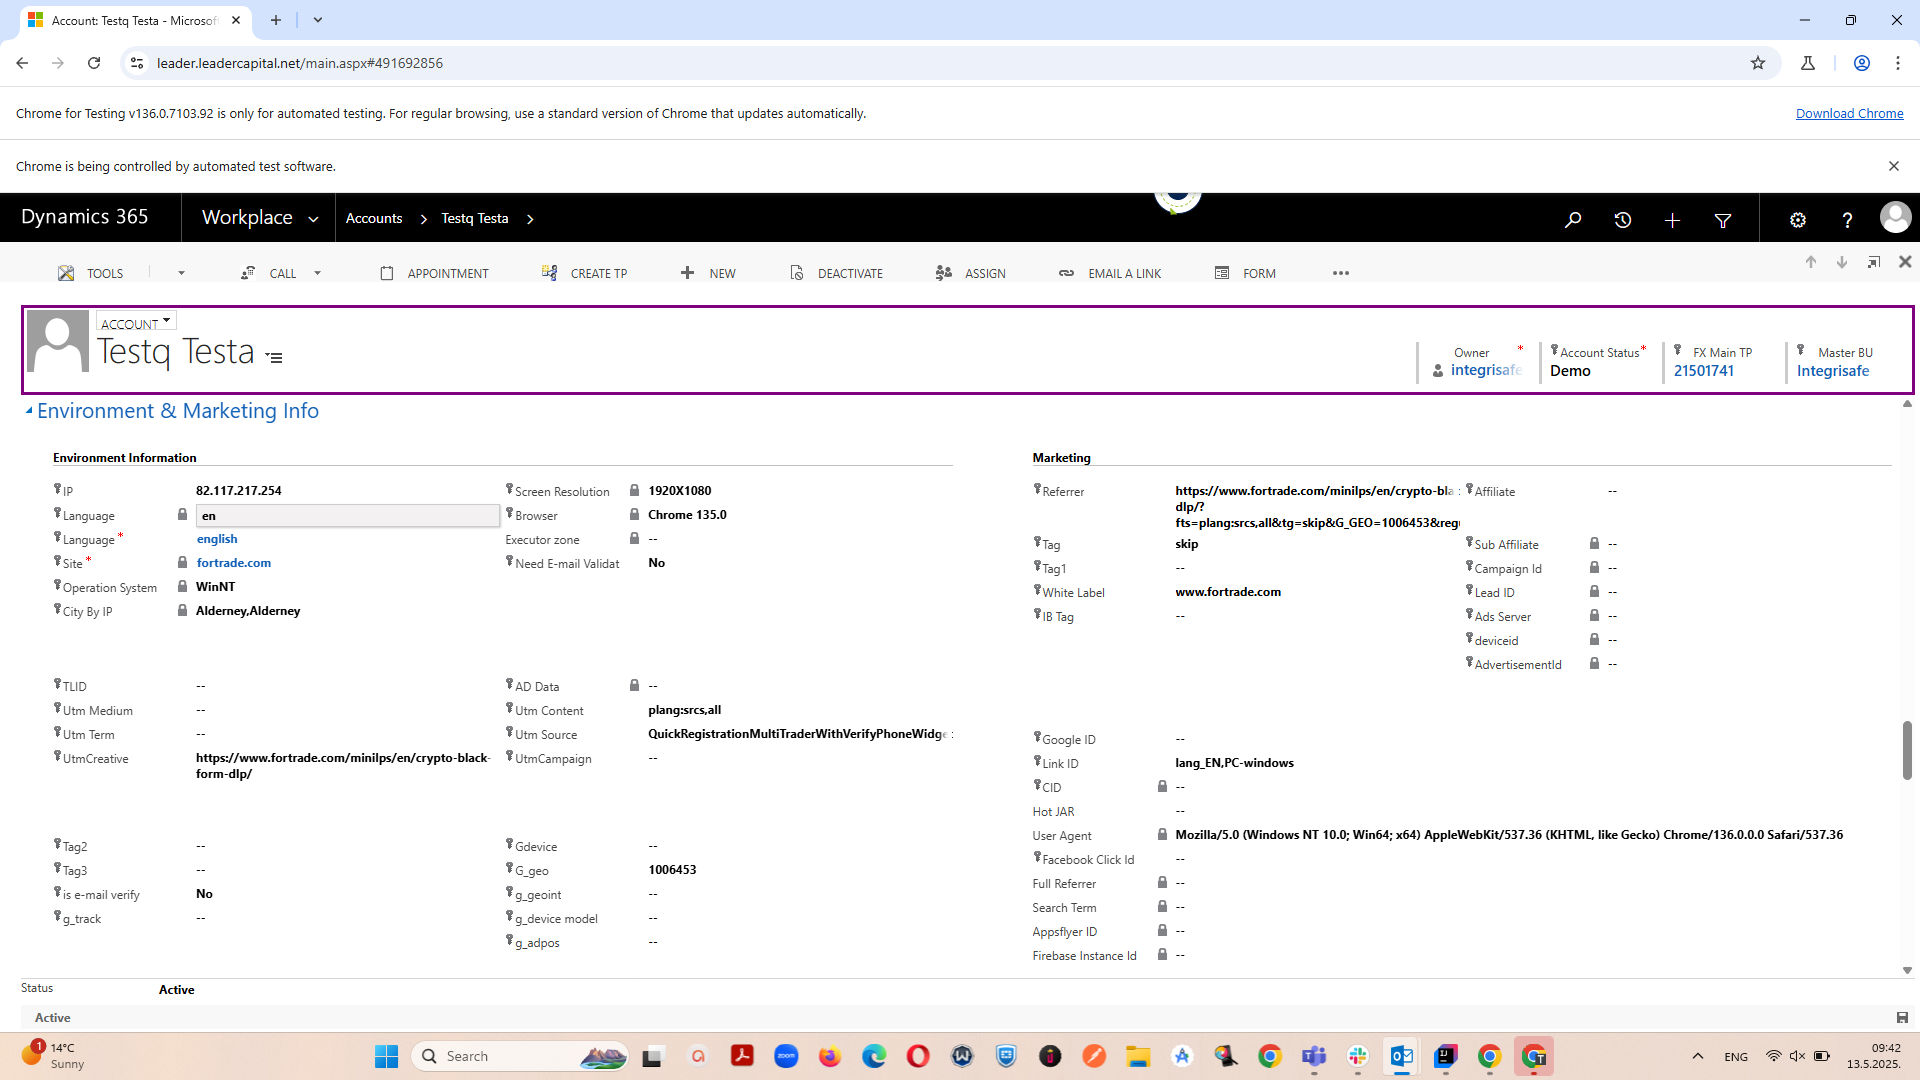 Account: Testq Testa - Microsof
leader.leadercapital.net/main.aspx#491692856
Chrome for Testing v136.0.7103.92 is only for automated testing. For regular browsing, use a standard version of Chrome that updates automatically.
Download Chrome
Chrome is being controlled by automated test software.
Dynamics 365
Workplace
Accounts
Testq Testa
TOOLS
CALL
APPOINTMENT
CREATE TP
NEW
DEACTIVATE
ASSIGN
EMAIL A LINK
FORM
ACCOUNT
Testq Testa
Owner *
integrisafe
Account Status *
Demo
FX Main TP
21501741
Master BU
Integrisafe
Environment & Marketing Info
Environment Information
IP 82.117.217.254
Language en
Language * english
Site * fortrade.com
Operation System WinNT
City By IP Alderney,Alderney
Screen Resolution 1920X1080
Browser Chrome 135.0
Executor zone --
Need E-mail Validat No
TLID --
Utm Medium --
Utm Term --
UtmCreative https://www.fortrade.com/minilps/en/crypto-black-
form-dlp/
AD Data --
Utm Content plang:srcs,all
Utm Source QuickRegistrationMultiTraderWithVerifyPhoneWidge
UtmCampaign --
Tag2 --
Tag3 --
is e-mail verify No
g_track --
Gdevice --
G_geo 1006453
g_geoint --
g_device model --
g_adpos --
Marketing
Referrer https://www.fortrade.com/minilps/en/crypto-bla
dlp/?
fts=plang:srcs,all&tg=skip&G_GEO=1006453&reg
Tag skip
Tag1 --
White Label www.fortrade.com
IB Tag --
Affiliate --
Sub Affiliate --
Campaign Id --
Lead ID --
Ads Server --
deviceid --
AdvertisementId --
Google ID --
Link ID lang_EN,PC-windows
CID --
Hot JAR --
User Agent Mozilla/5.0 (Windows NT 10.0; Win64; x64) AppleWebKit/537.36 (KHTML, like Gecko) Chrome/136.0.0.0 Safari/537.36
Facebook Click Id --
Full Referrer --
Search Term --
Appsflyer ID --
Firebase Instance Id --
Status Active
Active
1
14°C
Sunny
Search
zoom
ENG
09:42
13.5.2025.